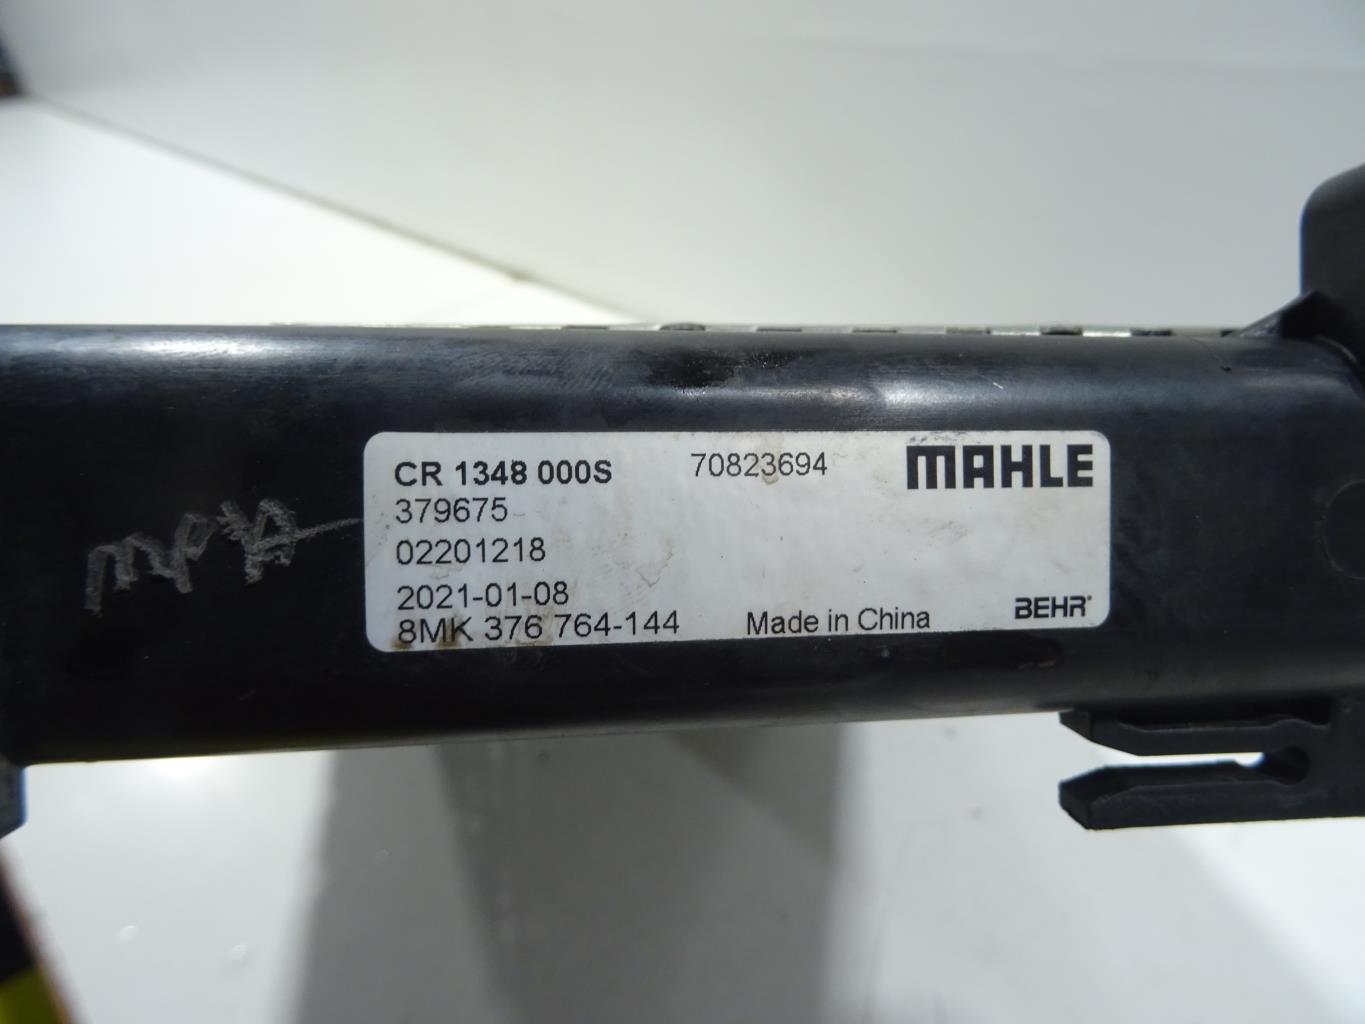 CR 1348 000S 70823694 MAHLE
379675
02201218
2021-01-08
8MK 376 764-144 Made in China BEHR